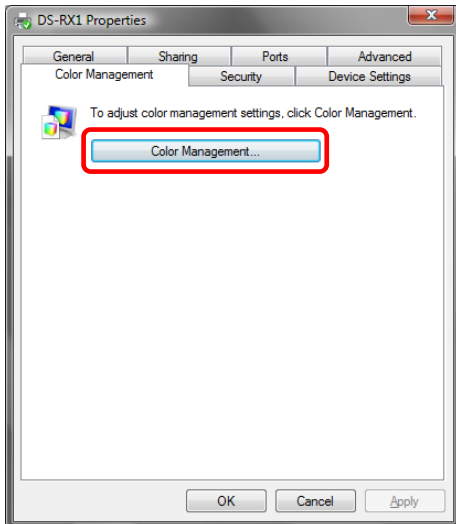 DS-RX1 Properties
General Sharing Ports Advanced
Color Management Security Device Settings
To adjust color management settings, click Color Management.
Color Management...
OK Cancel Apply